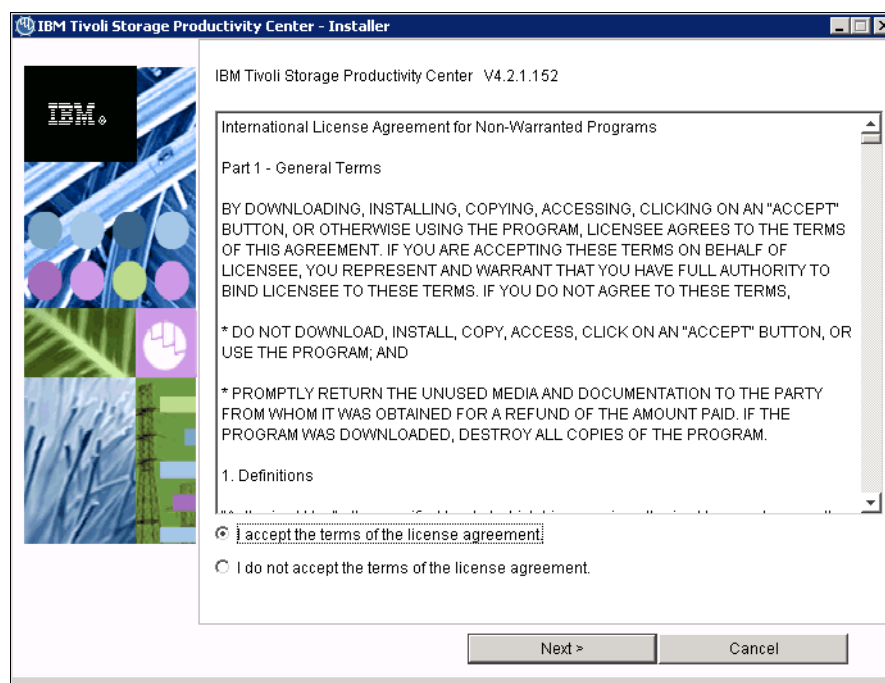 IBM Tivoli Storage Productivity Center - Installer
IBM®
IBM Tivoli Storage Productivity Center V4.2.1.152
International License Agreement for Non-Warranted Programs
Part 1 - General Terms
BY DOWNLOADING, INSTALLING, COPYING, ACCESSING, CLICKING ON AN "ACCEPT"
BUTTON, OR OTHERWISE USING THE PROGRAM, LICENSEE AGREES TO THE TERMS
OF THIS AGREEMENT. IF YOU ARE ACCEPTING THESE TERMS ON BEHALF OF
LICENSEE, YOU REPRESENT AND WARRANT THAT YOU HAVE FULL AUTHORITY TO
BIND LICENSEE TO THESE TERMS. IF YOU DO NOT AGREE TO THESE TERMS,
* DO NOT DOWNLOAD, INSTALL, COPY, ACCESS, CLICK ON AN "ACCEPT" BUTTON, OR
USE THE PROGRAM; AND
* PROMPTLY RETURN THE UNUSED MEDIA AND DOCUMENTATION TO THE PARTY
FROM WHOM IT WAS OBTAINED FOR A REFUND OF THE AMOUNT PAID. IF THE
PROGRAM WAS DOWNLOADED, DESTROY ALL COPIES OF THE PROGRAM.
1. Definitions
I accept the terms of the license agreement.
I do not accept the terms of the license agreement.
Next >
Cancel